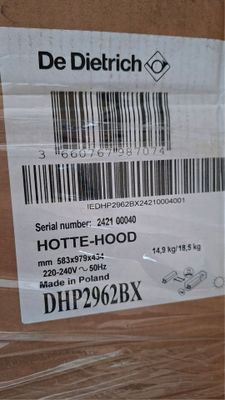 De Dietrich
3 660767 987074
IEDHP2962BX24210004001
Serial number: 2421 00040
HOTTE-HOOD
14,9 kg/18,5 kg
mm 583x979x434
220-240V ~ 50Hz
Made in Poland
DHP2962BX